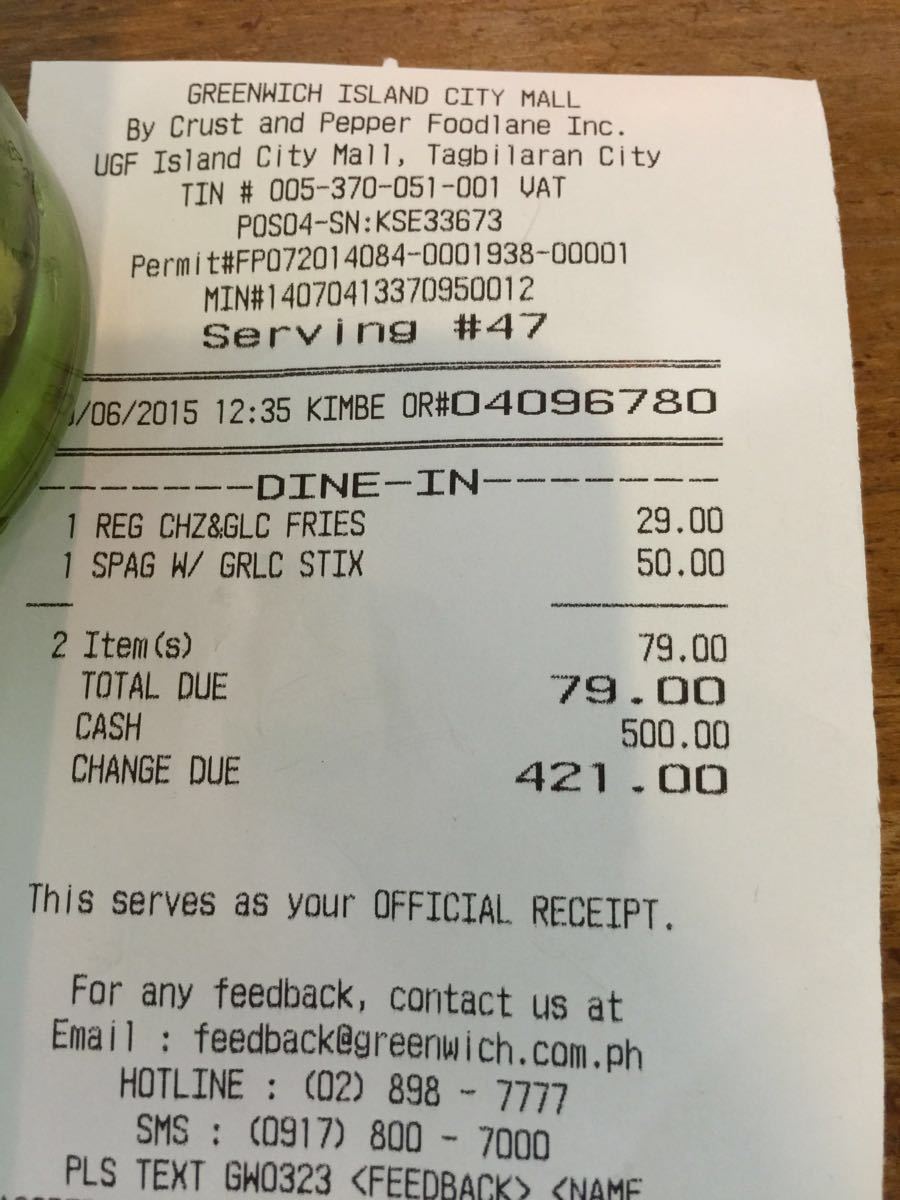 GREENWICH ISLAND CITY MALL
By Crust and Pepper Foodlane Inc.
UGF Island City Mall, Tagbilaran City
TIN # 005-370-051-001 VAT
POS04-SN:KSE33673
Permit#FP072014084-0001938-00001
MIN#14070413370950012
Serving #47
/06/2015 12:35 KIMBE OR#04096780
-------DINE-IN-------
1 REG CHZ&GLC FRIES 29.00
1 SPAG W/ GRLC STIX 50.00
2 Item(s) 79.00
TOTAL DUE 79.00
CASH 500.00
CHANGE DUE 421.00
This serves as your OFFICIAL RECEIPT.
For any feedback, contact us at
Email : feedback@greenwich.com.ph
HOTLINE : (02) 898 - 7777
SMS : (0917) 800 - 7000
PLS TEXT GW0323 <FEEDBACK> <NAME